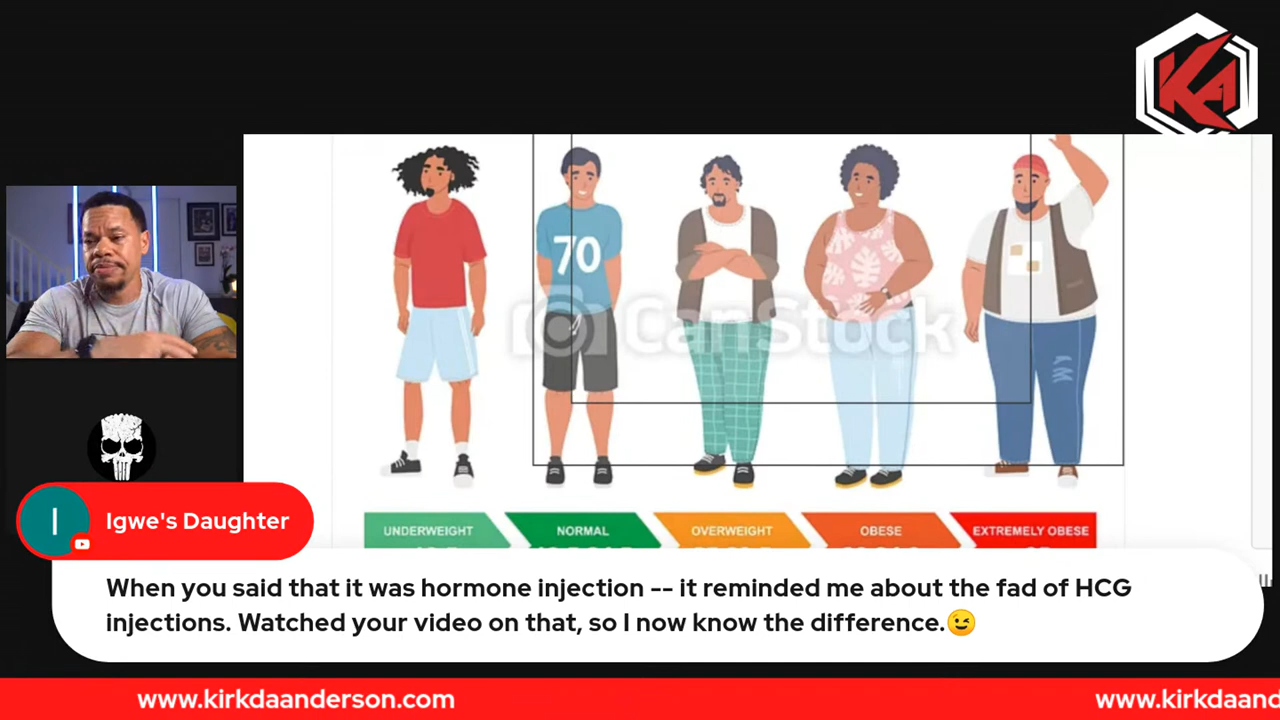 KA
70
CanStock
UNDERWEIGHT
NORMAL
OVERWEIGHT
OBESE
EXTREMELY OBESE
I
Igwe's Daughter
When you said that it was hormone injection -- it reminded me about the fad of HCG
injections. Watched your video on that, so I now know the difference.😉
www.kirkdaanderson.com
www.kirkdaand